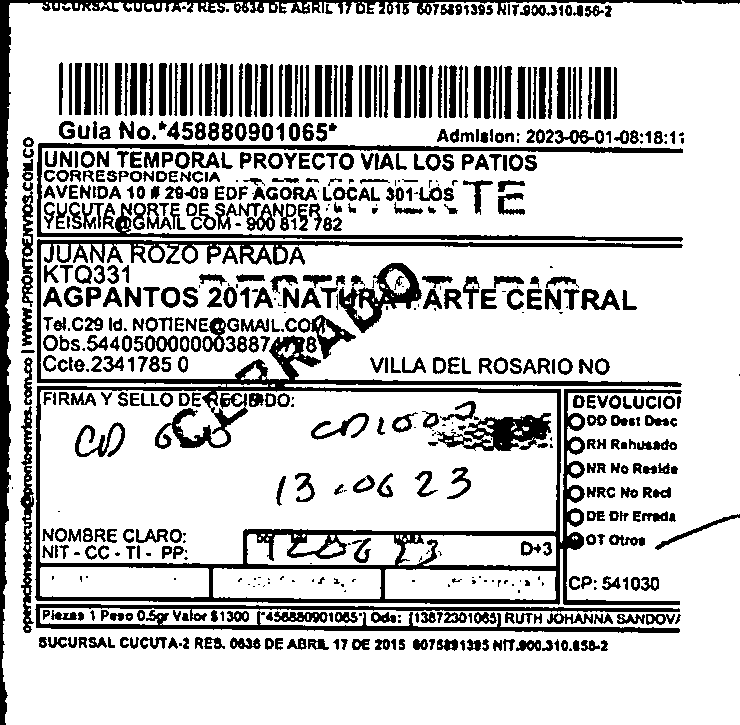 SUCURSAL CUCUTA-2 RES. 0636 DE ABRIL 17 DE 2015 6075891395 NIT.900.310.856-2
Guia No.*458880901065*
Admision: 2023-06-01-08:18:11
UNION TEMPORAL PROYECTO VIAL LOS PATIOS
CORRESPONDENCIA
AVENIDA 10 # 29-09 EDF AGORA LOCAL 301 LOS
CUCUTA NORTE DE SANTANDER
YEISMIR@GMAIL COM - 900 812 782
JUANA ROZO PARADA
KTQ331
AGPANTOS 201A NATURA PARTE CENTRAL
Tel.C29 Id. NOTIENE@GMAIL.COM
Ccte.2341785 0
VILLA DEL ROSARIO NO
CERRADO
FIRMA Y SELLO DE RECIBIDO:
CD
13.06 23
NOMBRE CLARO:
NIT - CC - TI - PP:
HORA
D+3
DEVOLUCION
DD Dest Desc
RH Rehusado
NR No Reside
NRC No Recl
DE Dir Errada
OT Otros
CP: 541030
Piezas 1 Peso 0.5gr Valor $1300 [*458880901065*] Ods: [13872301065] RUTH JOHANNA SANDOVA
SUCURSAL CUCUTA-2 RES. 0636 DE ABRIL 17 DE 2015 6075891395 NIT.900.310.856-2
operacionescucuta@prontoenvios.com.co | WWW.PRONTOENVIOS.COM.CO